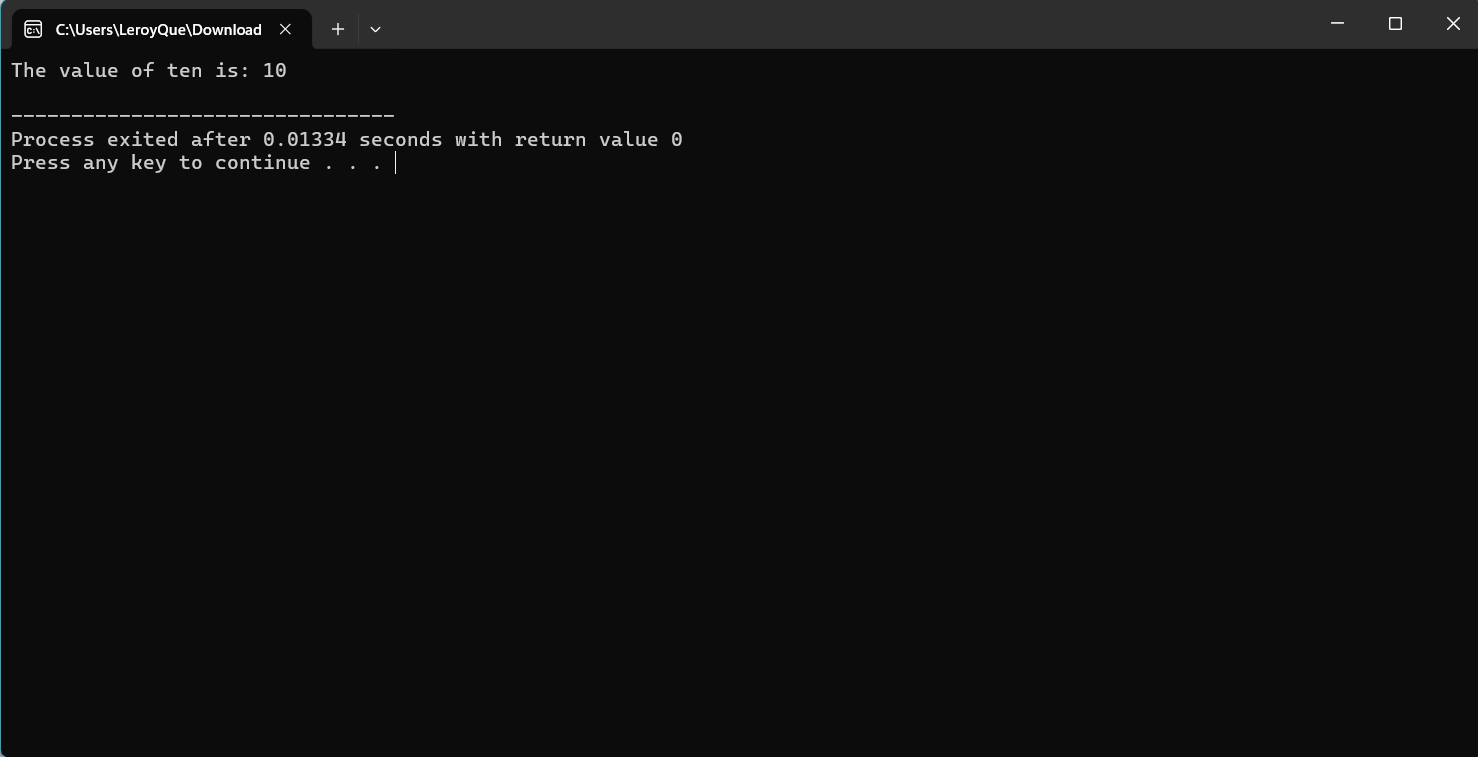 C:\Users\LeroyQue\Download
The value of ten is: 10
--------------------------------
Process exited after 0.01334 seconds with return value 0
Press any key to continue . . .